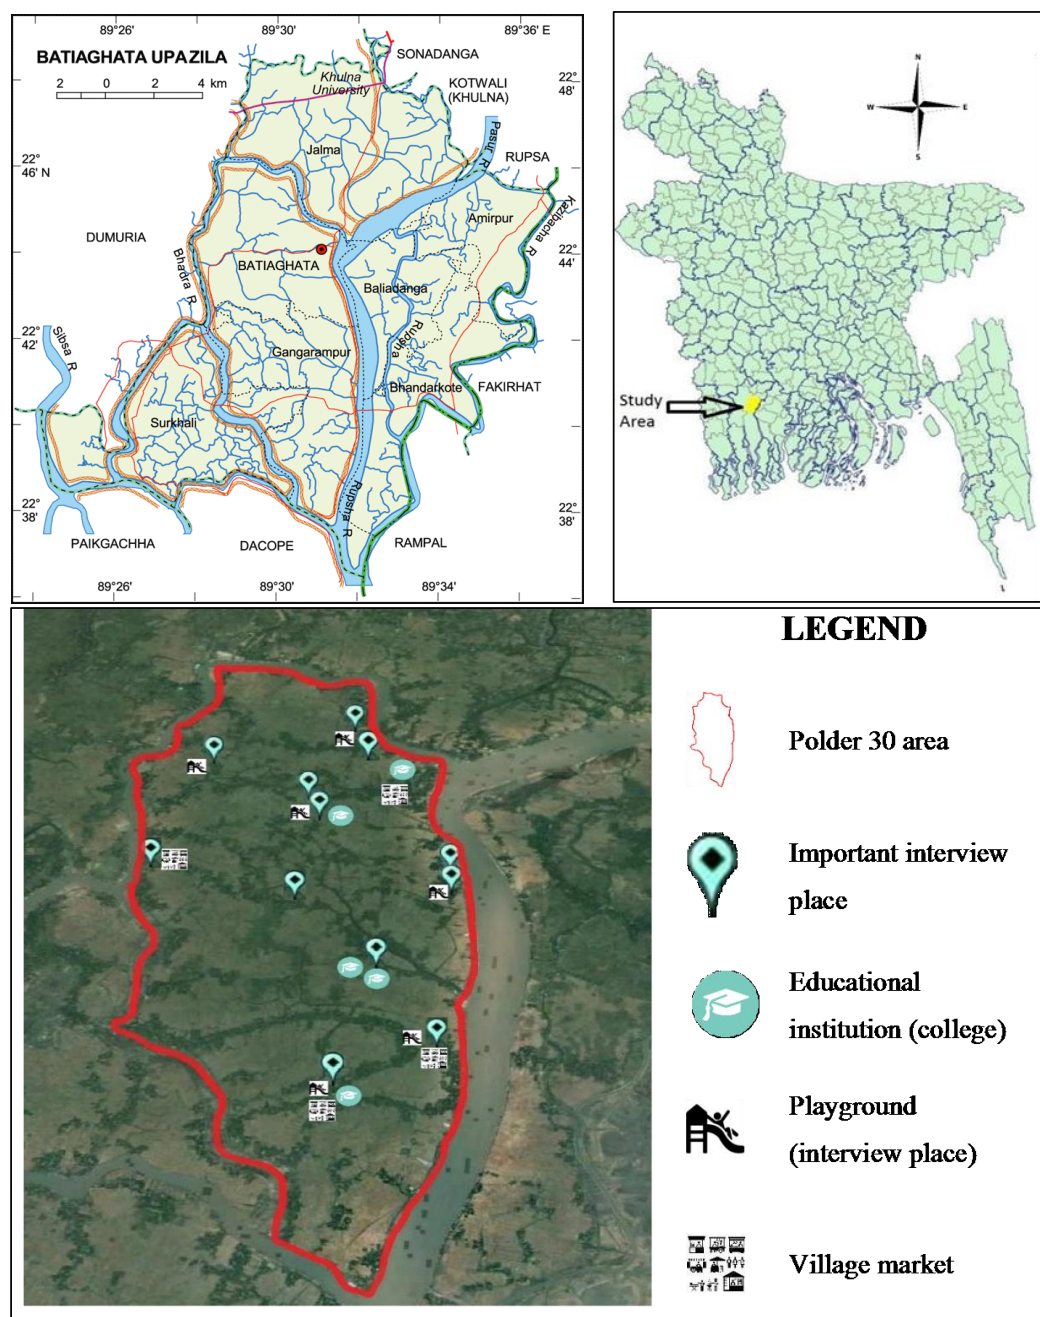 89°26'
89°30'
89°36' E
BATIAGHATA UPAZILA
2 0 2 4 km
SONADANGA
Khulna
University
KOTWALI
(KHULNA)
22°
48'
Pasur R
Jalma
22°
46' N
RUPSA
Kazibacha R
Amirpur
DUMURIA
Bhadra R
BATIAGHATA
22°
44'
Baliadanga
22°
42'
Sibsa R
Rupsha
Gangarampur
Bhandarkote
FAKIRHAT
Surkhali
22°
38'
Rupsha R
22°
38'
PAIKGACHHA
DACOPE
RAMPAL
89°26'
89°30'
89°34'
N
W
E
S
Study
Area
LEGEND
Polder 30 area
Important interview
place
Educational
institution (college)
Playground
(interview place)
Village market